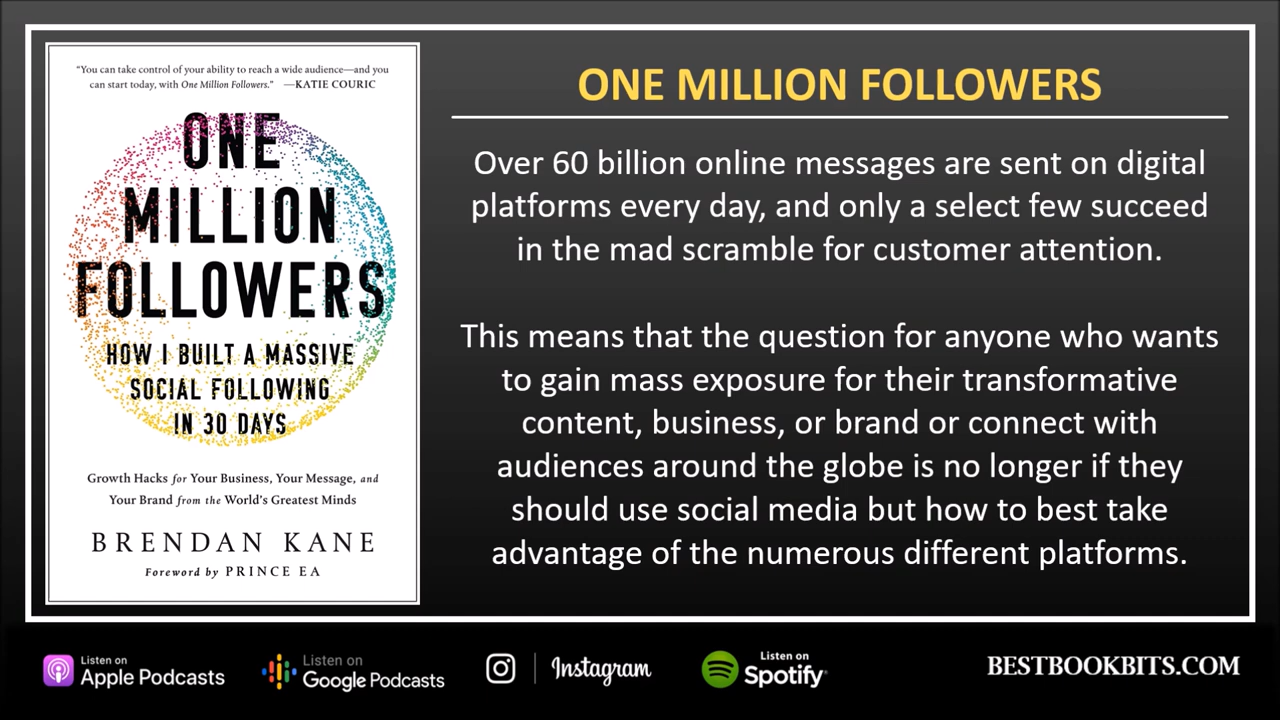 “You can take control of your ability to reach a wide audience—and you
can start today, with One Million Followers.” —KATIE COURIC
ONE
MILLION
FOLLOWERS
HOW I BUILT A MASSIVE
SOCIAL FOLLOWING
IN 30 DAYS
Growth Hacks for Your Business, Your Message, and
Your Brand from the World's Greatest Minds
BRENDAN KANE
Foreword by PRINCE EA
ONE MILLION FOLLOWERS
Over 60 billion online messages are sent on digital
platforms every day, and only a select few succeed
in the mad scramble for customer attention.
This means that the question for anyone who wants
to gain mass exposure for their transformative
content, business, or brand or connect with
audiences around the globe is no longer if they
should use social media but how to best take
advantage of the numerous different platforms.
Listen on
Apple Podcasts
Listen on
Google Podcasts
Instagram
Listen on
Spotify
BESTBOOKBITS.COM